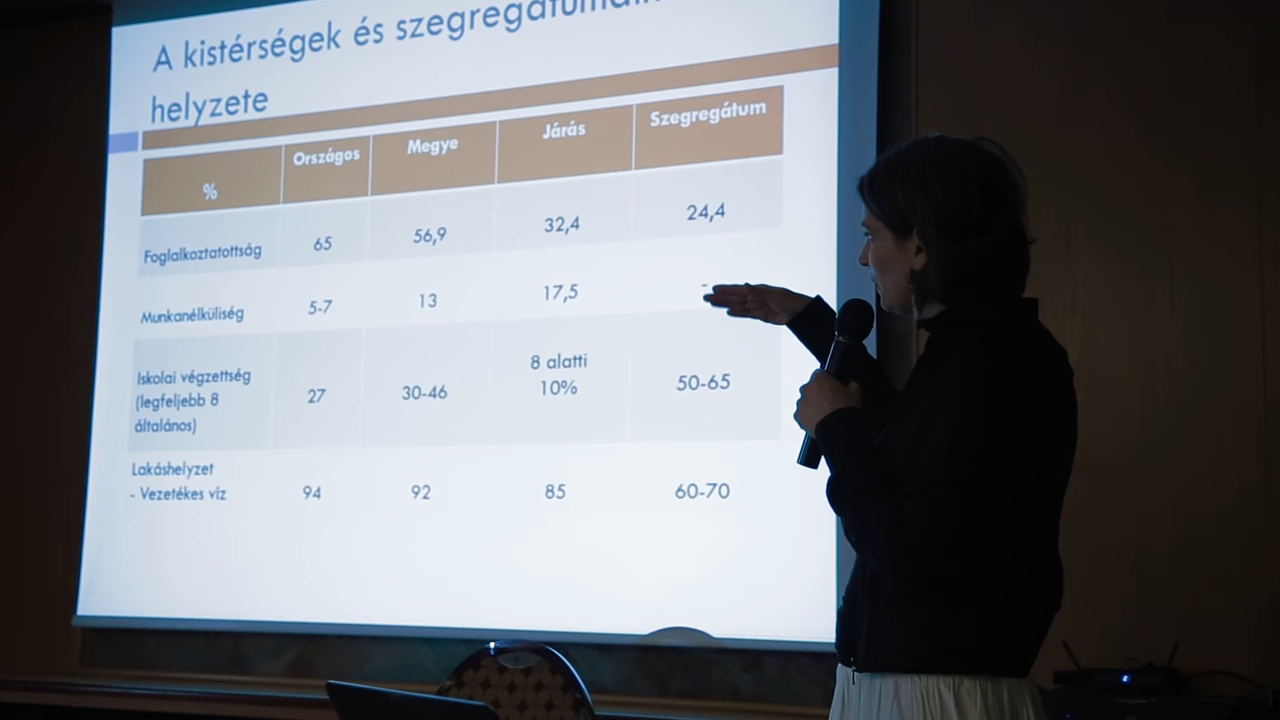 A kistérségek és szegregátumaik
helyzete
% Országos Megye Járás Szegregátum
Foglalkoztatottság 65 56,9 32,4 24,4
Munkanélküliség 5-7 13 17,5 -
Iskolai végzettség
(legfeljebb 8
általános) 27 30-46 8 alatti
10% 50-65
Lakáshelyzet
- Vezetékes víz 94 92 85 60-70